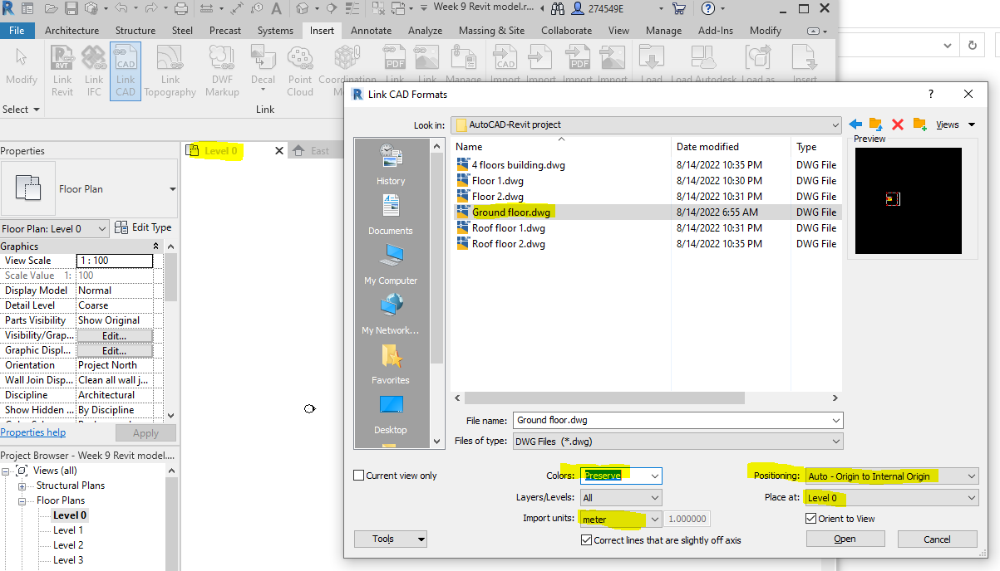 Week 9 Revit model.r...
274549E
File Architecture Structure Steel Precast Systems Insert Annotate Analyze Massing & Site Collaborate View Manage Add-Ins Modify
Modify
Link Revit
Link IFC
Link CAD
Link Topography
DWF Markup
Decal
Point Cloud
Coordination
Link
Link
Manage
Import
Import
Import
Import
Load
Load Autodesk
Load as
Insert
Select
Link
Properties
Floor Plan
Floor Plan: Level 0
Edit Type
Graphics
View Scale 1 : 100
Scale Value 1: 100
Display Model Normal
Detail Level Coarse
Parts Visibility Show Original
Visibility/Grap... Edit...
Graphic Displ... Edit...
Orientation Project North
Wall Join Disp... Clean all wall j...
Discipline Architectural
Show Hidden ... By Discipline
Properties help
Apply
Project Browser - Week 9 Revit model....
Views (all)
Structural Plans
Floor Plans
Level 0
Level 1
Level 2
Level 3
Level 0
East
Link CAD Formats
Look in: AutoCAD-Revit project
Views
History
Documents
My Computer
My Network...
Favorites
Desktop
Name Date modified Type
4 floors building.dwg 8/14/2022 10:35 PM DWG File
Floor 1.dwg 8/14/2022 10:30 PM DWG File
Floor 2.dwg 8/14/2022 10:31 PM DWG File
Ground floor.dwg 8/14/2022 6:55 AM DWG File
Roof floor 1.dwg 8/14/2022 10:31 PM DWG File
Roof floor 2.dwg 8/14/2022 10:35 PM DWG File
Preview
File name: Ground floor.dwg
Files of type: DWG Files (*.dwg)
Current view only
Colors: Preserve
Layers/Levels: All
Import units: meter 1.000000
Correct lines that are slightly off axis
Positioning: Auto - Origin to Internal Origin
Place at: Level 0
Orient to View
Tools
Open
Cancel